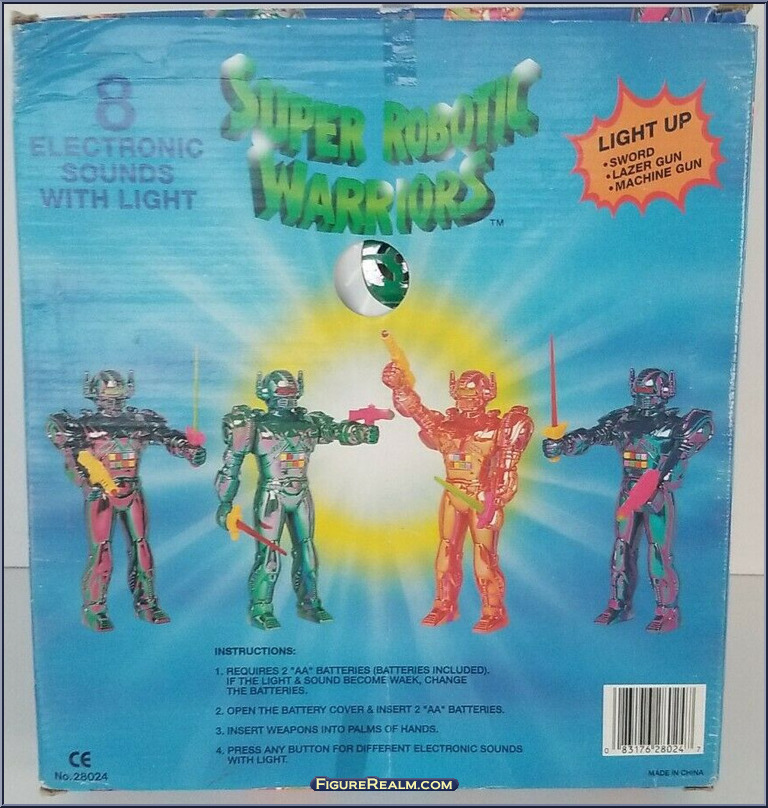 8
ELECTRONIC
SOUNDS
WITH LIGHT
SUPER ROBOTIC
WARRIORS
TM
LIGHT UP
•SWORD
•LAZER GUN
•MACHINE GUN
INSTRUCTIONS:
1. REQUIRES 2 "AA" BATTERIES (BATTERIES INCLUDED).
IF THE LIGHT & SOUND BECOME WAEK, CHANGE
THE BATTERIES.
2. OPEN THE BATTERY COVER & INSERT 2 "AA" BATTERIES.
3. INSERT WEAPONS INTO PALMS OF HANDS.
4. PRESS ANY BUTTON FOR DIFFERENT ELECTRONIC SOUNDS
WITH LIGHT.
CE
No.28024
0 83176 28024 7
MADE IN CHINA
FIGUREREALM.COM